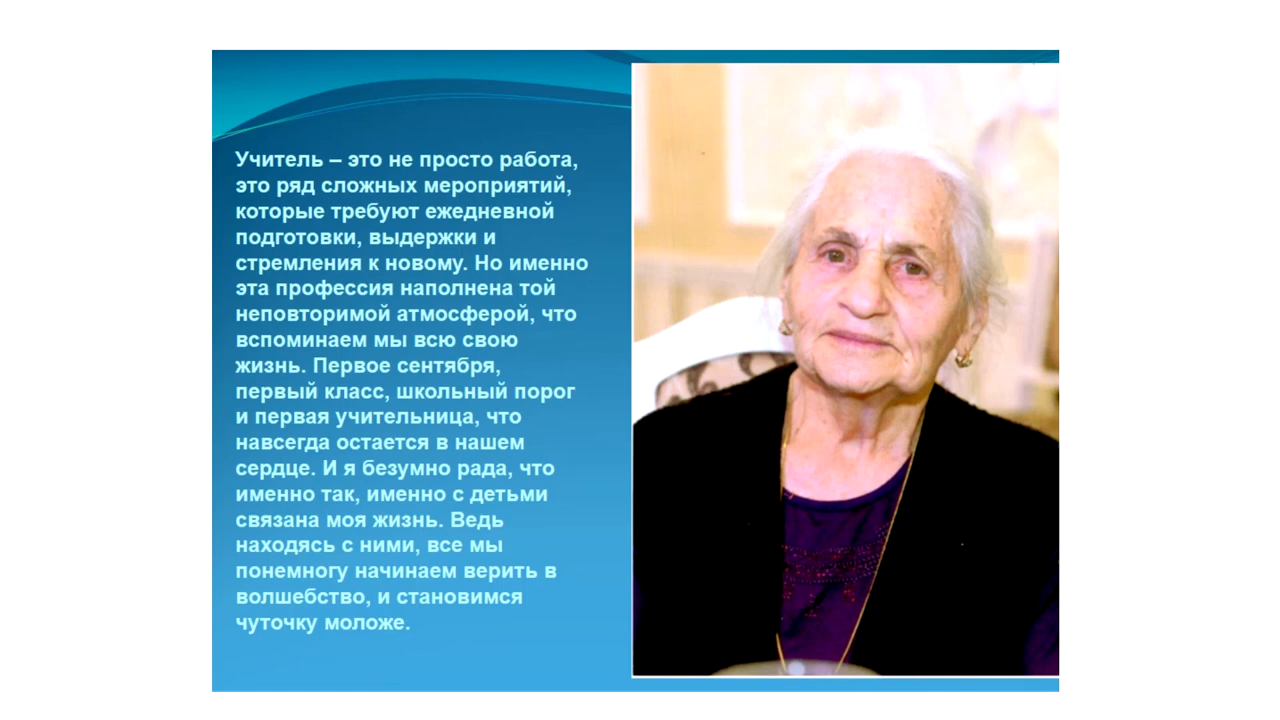 Учитель – это не просто работа,
это ряд сложных мероприятий,
которые требуют ежедневной
подготовки, выдержки и
стремления к новому. Но именно
эта профессия наполнена той
неповторимой атмосферой, что
вспоминаем мы всю свою
жизнь. Первое сентября,
первый класс, школьный порог
и первая учительница, что
навсегда остается в нашем
сердце. И я безумно рада, что
именно так, именно с детьми
связана моя жизнь. Ведь
находясь с ними, все мы
понемногу начинаем верить в
волшебство, и становимся
чуточку моложе.